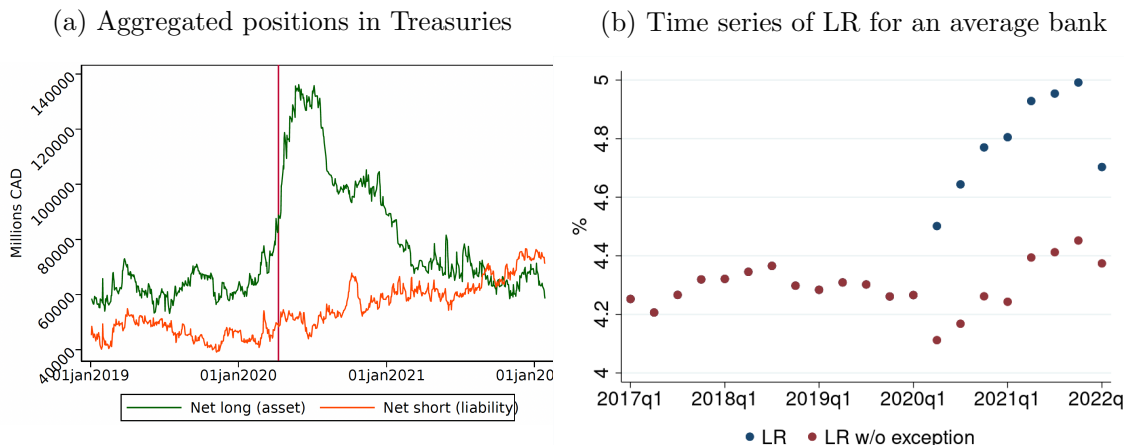 (a) Aggregated positions in Treasuries
(b) Time series of LR for an average bank
Millions CAD
140000
120000
100000
80000
60000
40000
01jan2019
01jan2020
01jan2021
01jan20
Net long (asset)
Net short (liability)
%
5
4.8
4.6
4.4
4.2
4
2017q1
2018q1
2019q1
2020q1
2021q1
2022q
LR
LR w/o exception